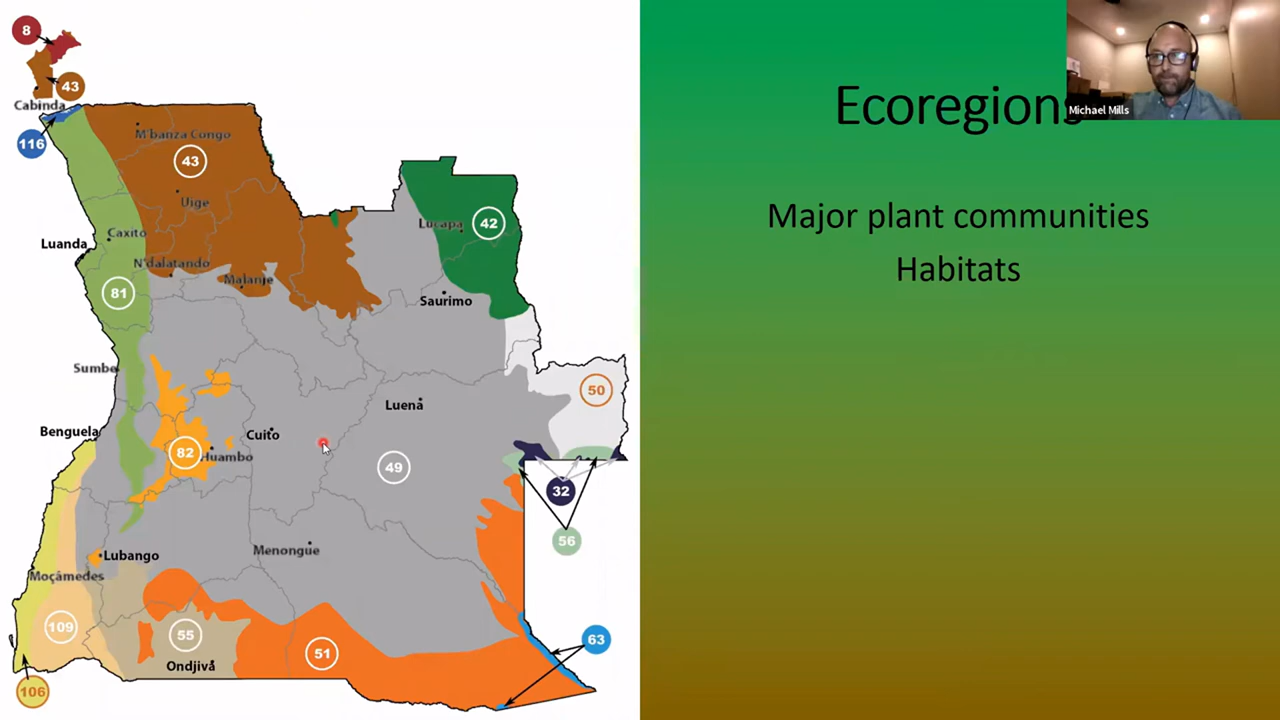 8
43
Cabinda
116
M'banza Congo
43
Uige
Lucapa
42
Luanda
Caxito
N'dalatando
Malanje
81
Saurimo
Sumbe
50
Luena
Benguela
Cuito
82
Huambo
49
32
56
Menongue
Lubango
Moçâmedes
109
55
63
51
Ondjiva
106
Ecoregions
Michael Mills
Major plant communities
Habitats